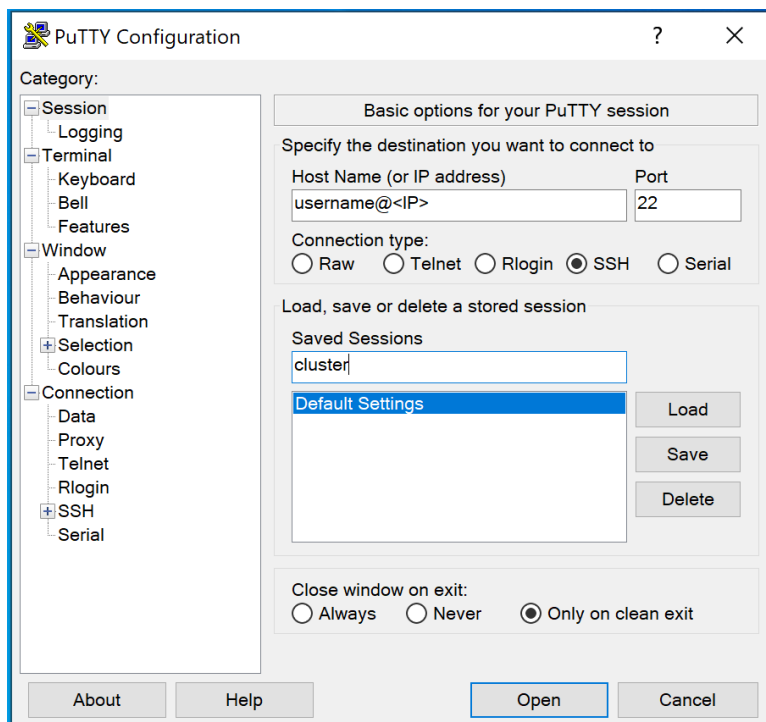 PuTTY Configuration
?
Category:
Session
Logging
Terminal
Keyboard
Bell
Features
Window
Appearance
Behaviour
Translation
Selection
Colours
Connection
Data
Proxy
Telnet
Rlogin
SSH
Serial
Basic options for your PuTTY session
Specify the destination you want to connect to
Host Name (or IP address) Port
username@<IP> 22
Connection type:
Raw Telnet Rlogin SSH Serial
Load, save or delete a stored session
Saved Sessions
cluster
Default Settings
Load
Save
Delete
Close window on exit:
Always Never Only on clean exit
About Help Open Cancel